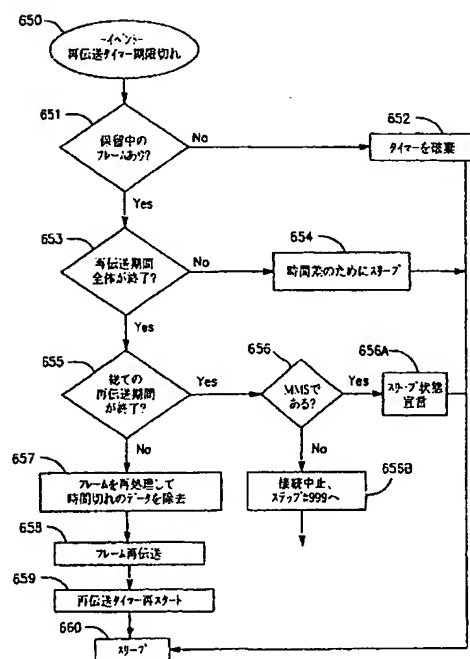 650
-イベント-
再伝送タイマー期限切れ
651
保留中の
フレームあり?
No
652
タイマーを破棄
Yes
653
再伝送期間
全体が終了?
No
654
時間差のためにスリープ
Yes
655
総ての
再伝送期間
が終了?
Yes
656
MMSで
ある?
Yes
656A
スリープ状態
宣言
No
No
657
フレームを再処理して
時間切れのデータを除去
接続中止、
ステップ#999へ
656B
658
フレーム再伝送
659
再伝送タイマー再スタート
660
スリープ